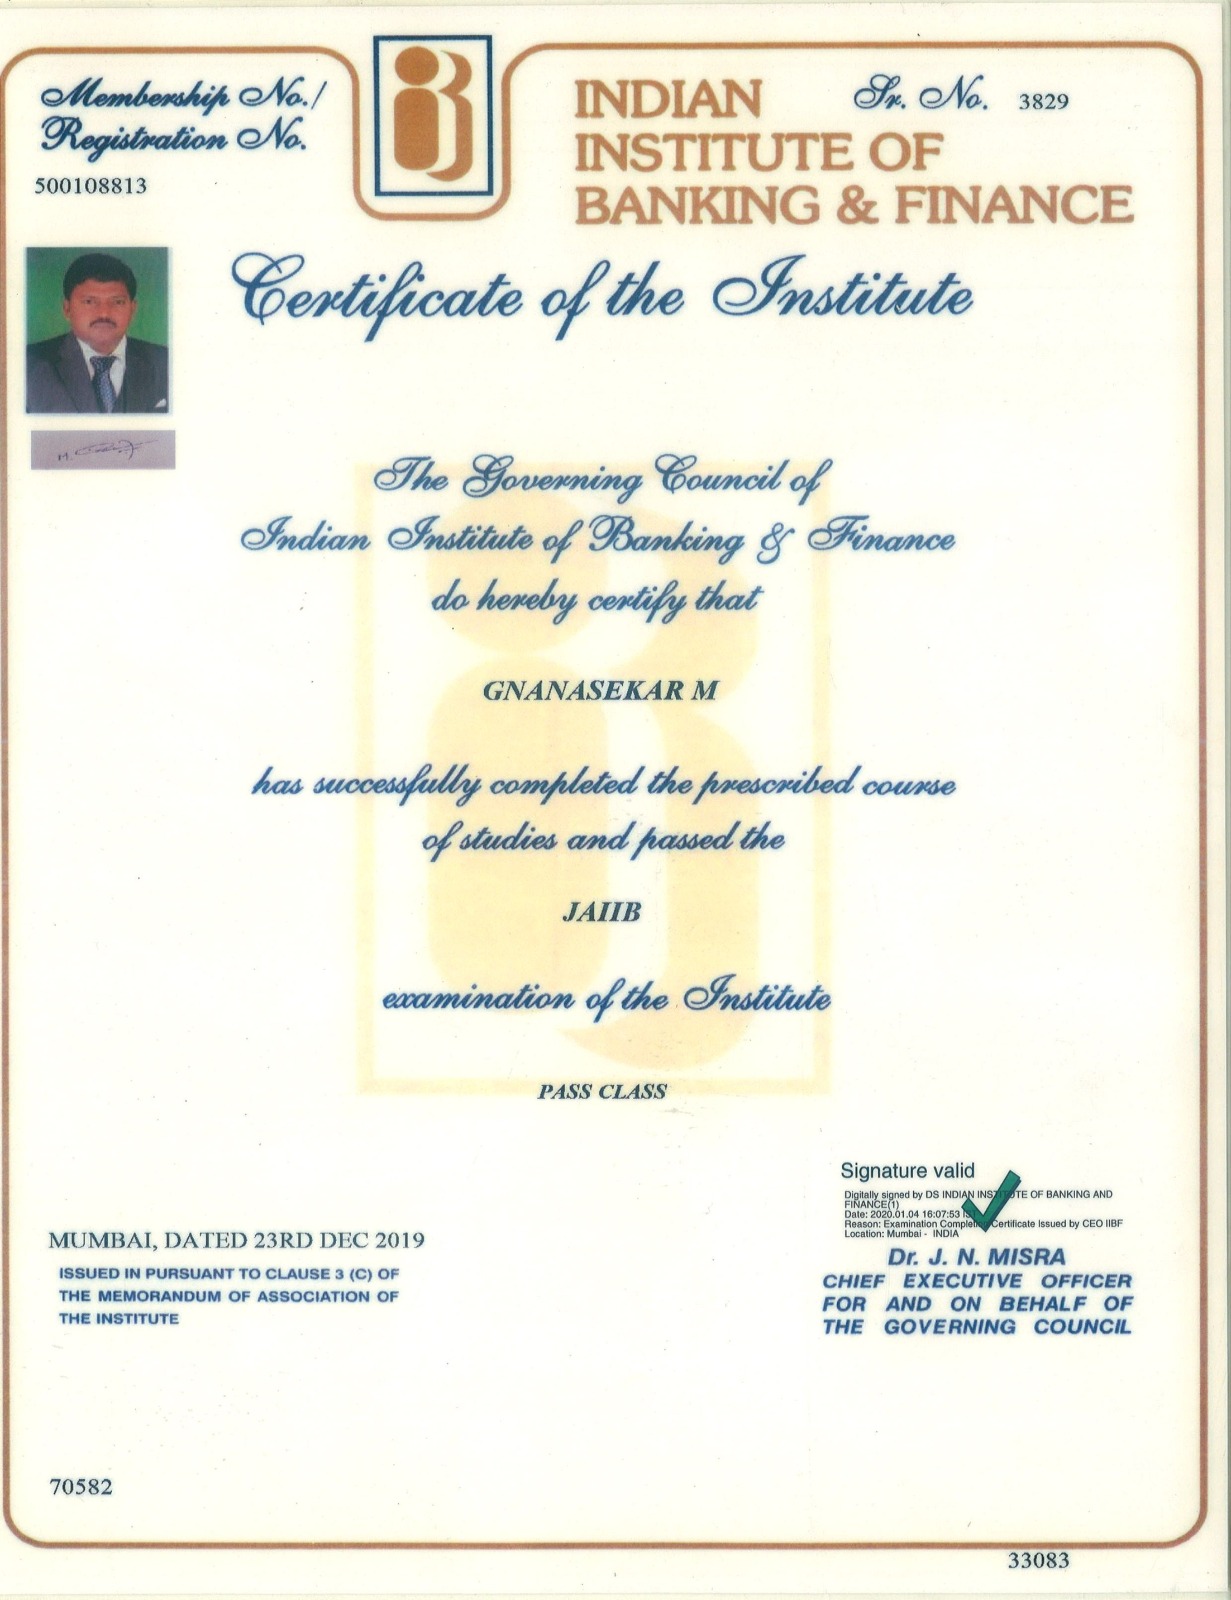 Membership No./
Registration No.
500108813
INDIAN
INSTITUTE OF
BANKING & FINANCE
Sr. No. 3829
Certificate of the Institute
M.
The Governing Council of
Indian Institute of Banking & Finance
do hereby certify that
GNANASEKAR M
has successfully completed the prescribed course
of studies and passed the
JAIIB
examination of the Institute
PASS CLASS
Signature valid
Digitally signed by DS INDIAN INSTITUTE OF BANKING AND
FINANCE(1)
Date: 2020.01.04 16:07:53 IST
Reason: Examination Completion Certificate Issued by CEO IIBF
Location: Mumbai - INDIA
Dr. J. N. MISRA
CHIEF EXECUTIVE OFFICER
FOR AND ON BEHALF OF
THE GOVERNING COUNCIL
MUMBAI, DATED 23RD DEC 2019
ISSUED IN PURSUANT TO CLAUSE 3 (C) OF
THE MEMORANDUM OF ASSOCIATION OF
THE INSTITUTE
70582
33083